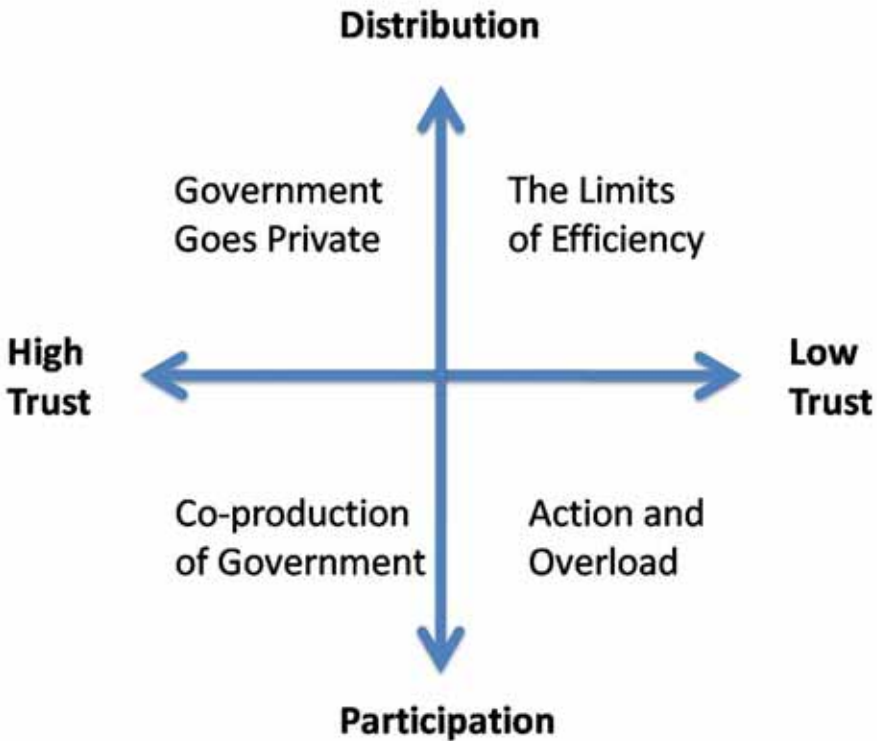 Distribution
Government
Goes Private
The Limits
of Efficiency
High
Trust
Low
Trust
Co-production
of Government
Action and
Overload
Participation